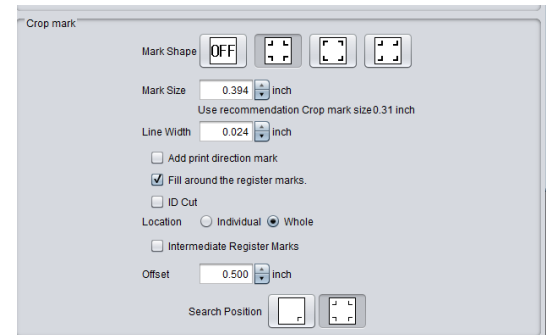 Crop mark
Mark Shape OFF
Mark Size 0.394 inch
Use recommendation Crop mark size0.31 inch
Line Width 0.024 inch
Add print direction mark
Fill around the register marks.
ID Cut
Location Individual Whole
Intermediate Register Marks
Offset 0.500 inch
Search Position